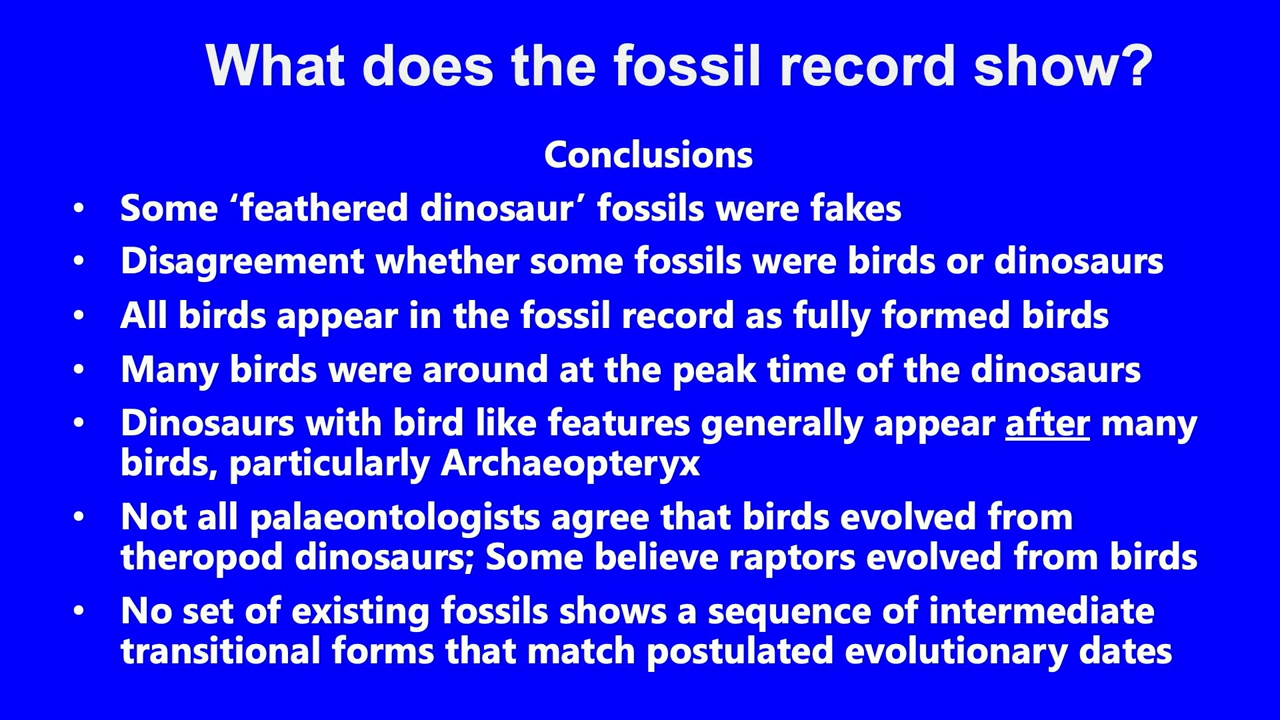 What does the fossil record show?
Conclusions
• Some ‘feathered dinosaur’ fossils were fakes
• Disagreement whether some fossils were birds or dinosaurs
• All birds appear in the fossil record as fully formed birds
• Many birds were around at the peak time of the dinosaurs
• Dinosaurs with bird like features generally appear after many
birds, particularly Archaeopteryx
• Not all palaeontologists agree that birds evolved from
theropod dinosaurs; Some believe raptors evolved from birds
• No set of existing fossils shows a sequence of intermediate
transitional forms that match postulated evolutionary dates